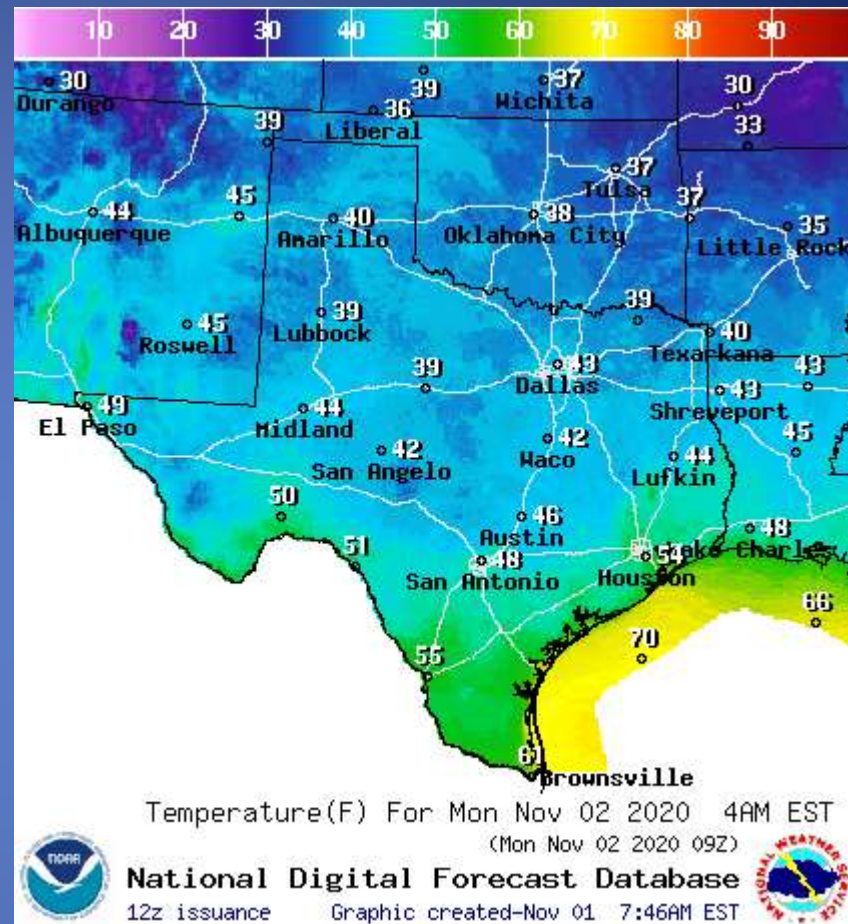 10 20 30 40 50 60 70 80 90
30 39 37 30
Durango 36 Wichita
39 Liberal 33
37
Tulsa
44 45 40 38 37 35
Albuquerque Amarillo Oklahoma City Little Rock
45 39 39 40
Roswell Lubbock Texarkana
39 43 43 43
Dallas Shreveport
49 44
El Paso Midland
42 42 44 45
San Angelo Waco Lufkin
50 46 48
Austin
51 48 54 Lake Charles
San Antonio Houston
66
55 70
61
Brownsville
Temperature(F) For Mon Nov 02 2020 4AM EST
(Mon Nov 02 2020 09Z)
NOAA
National Digital Forecast Database
12z issuance Graphic created-Nov 01 7:46AM EST
NATIONAL WEATHER SERVICE